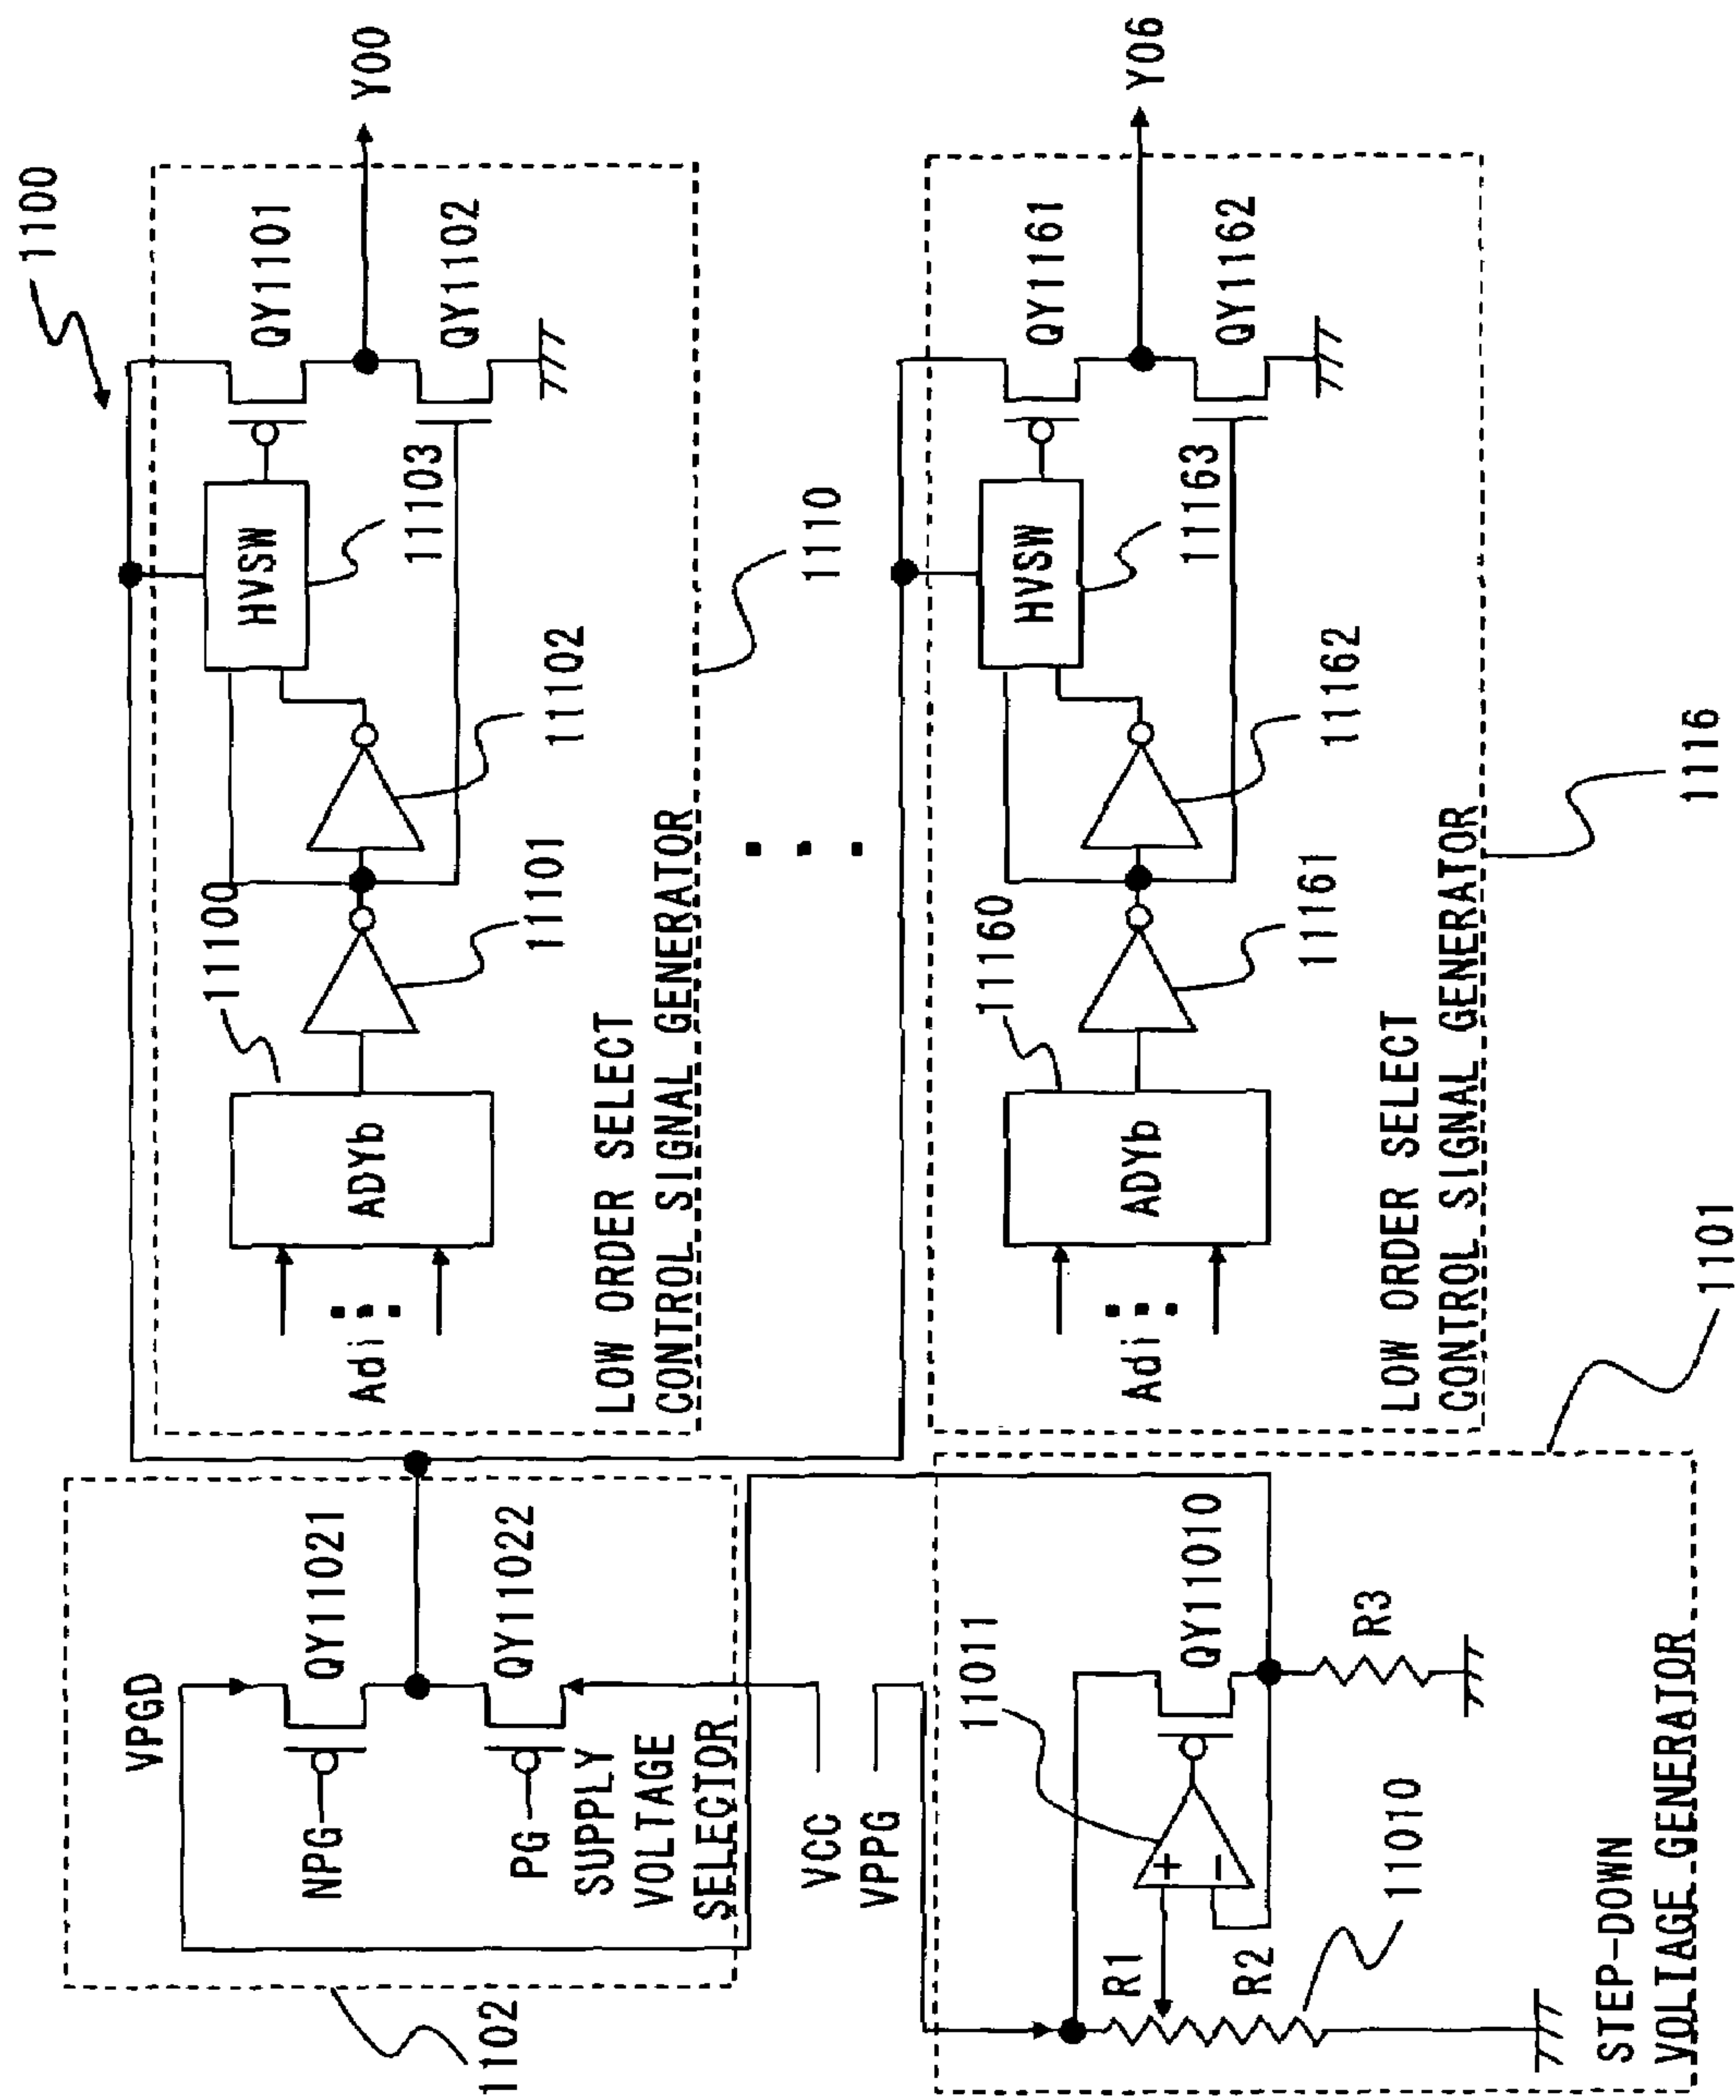 1100
1102
VPGD
QY11021
NPG
QY11022
PG
SUPPLY
VOLTAGE
SELECTOR
VCC
VPPG
11100
11101
11102
HVSW
11103
QY1101
QY1102
Y00
ADYb
Adi
LOW ORDER SELECT
CONTROL SIGNAL GENERATOR
1110
11160
11161
11162
HVSW
11163
QY1161
QY1162
Y06
ADYb
Adi
LOW ORDER SELECT
CONTROL SIGNAL GENERATOR
1116
1101
11011
QY11010
R3
+
−
R1
R2
11010
STEP-DOWN
VOLTAGE GENERATOR